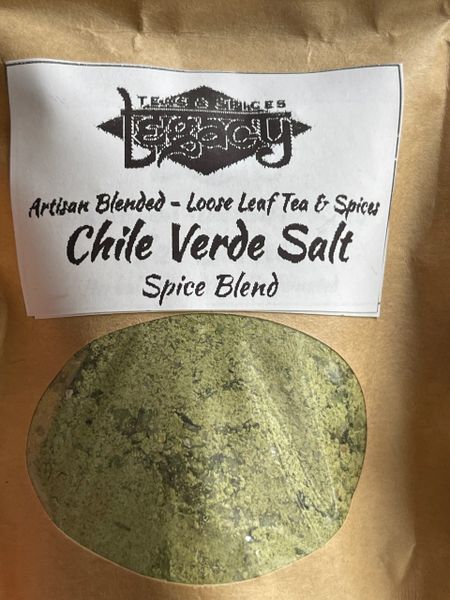 TEAS & SPICES
Legacy
Artisan Blended - Loose Leaf Tea & Spices
Chile Verde Salt
Spice Blend